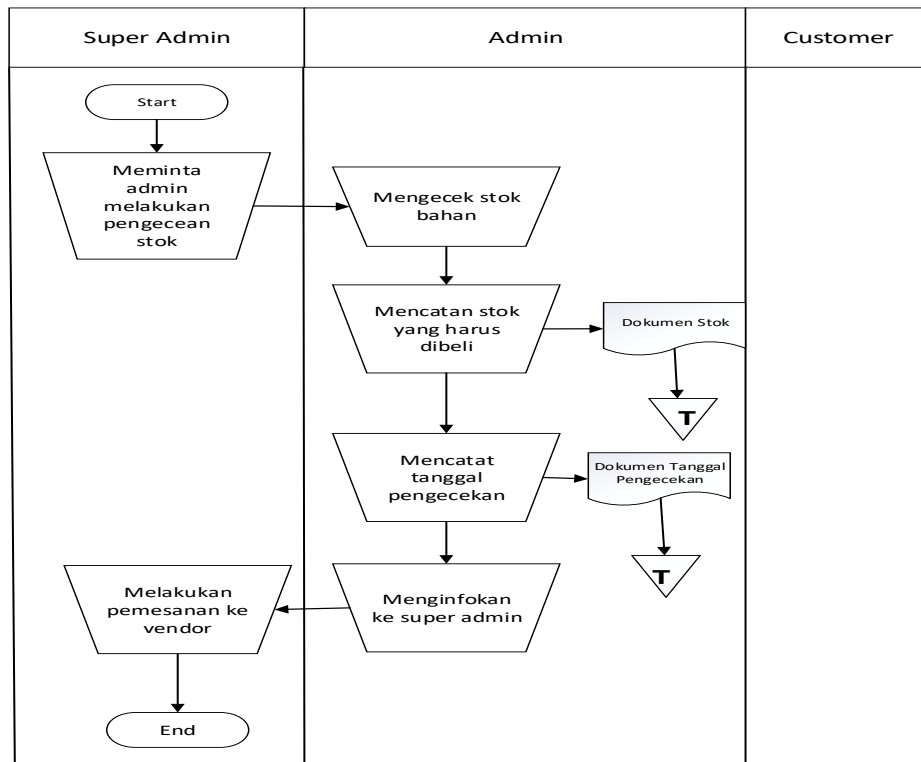 Super Admin
Admin
Customer
Start
Meminta
admin
melakukan
pengecean
stok
Mengecek stok
bahan
Mencatan stok
yang harus
dibeli
Dokumen Stok
T
Mencatat
tanggal
pengecekan
Dokumen Tanggal
Pengecekan
T
Menginfokan
ke super admin
Melakukan
pemesanan ke
vendor
End